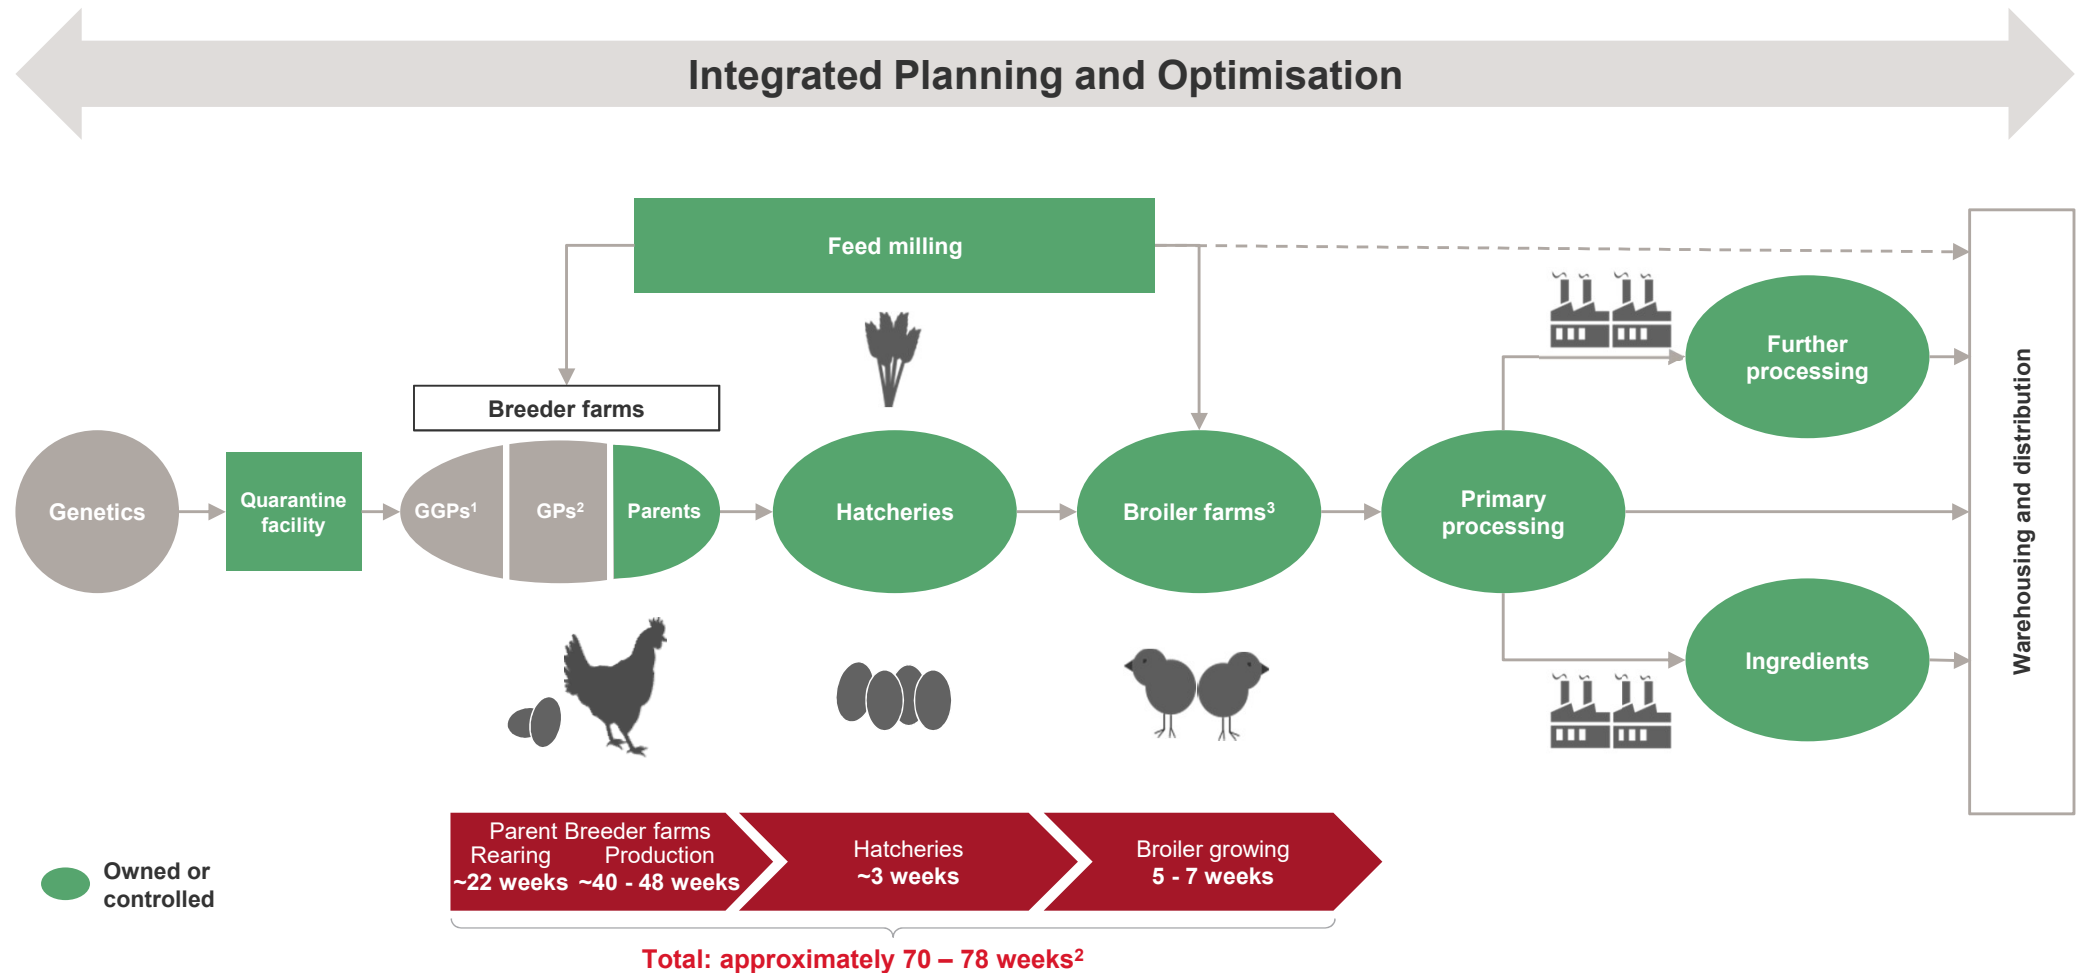 Integrated Planning and Optimisation
Feed milling
Breeder farms
Genetics
Quarantine
facility
GGPs¹
GPs²
Parents
Hatcheries
Broiler farms³
Primary
processing
Further
processing
Ingredients
Warehousing and distribution
Parent Breeder farms
Rearing Production
~22 weeks ~40 - 48 weeks
Hatcheries
~3 weeks
Broiler growing
5 - 7 weeks
Owned or
controlled
Total: approximately 70 – 78 weeks²